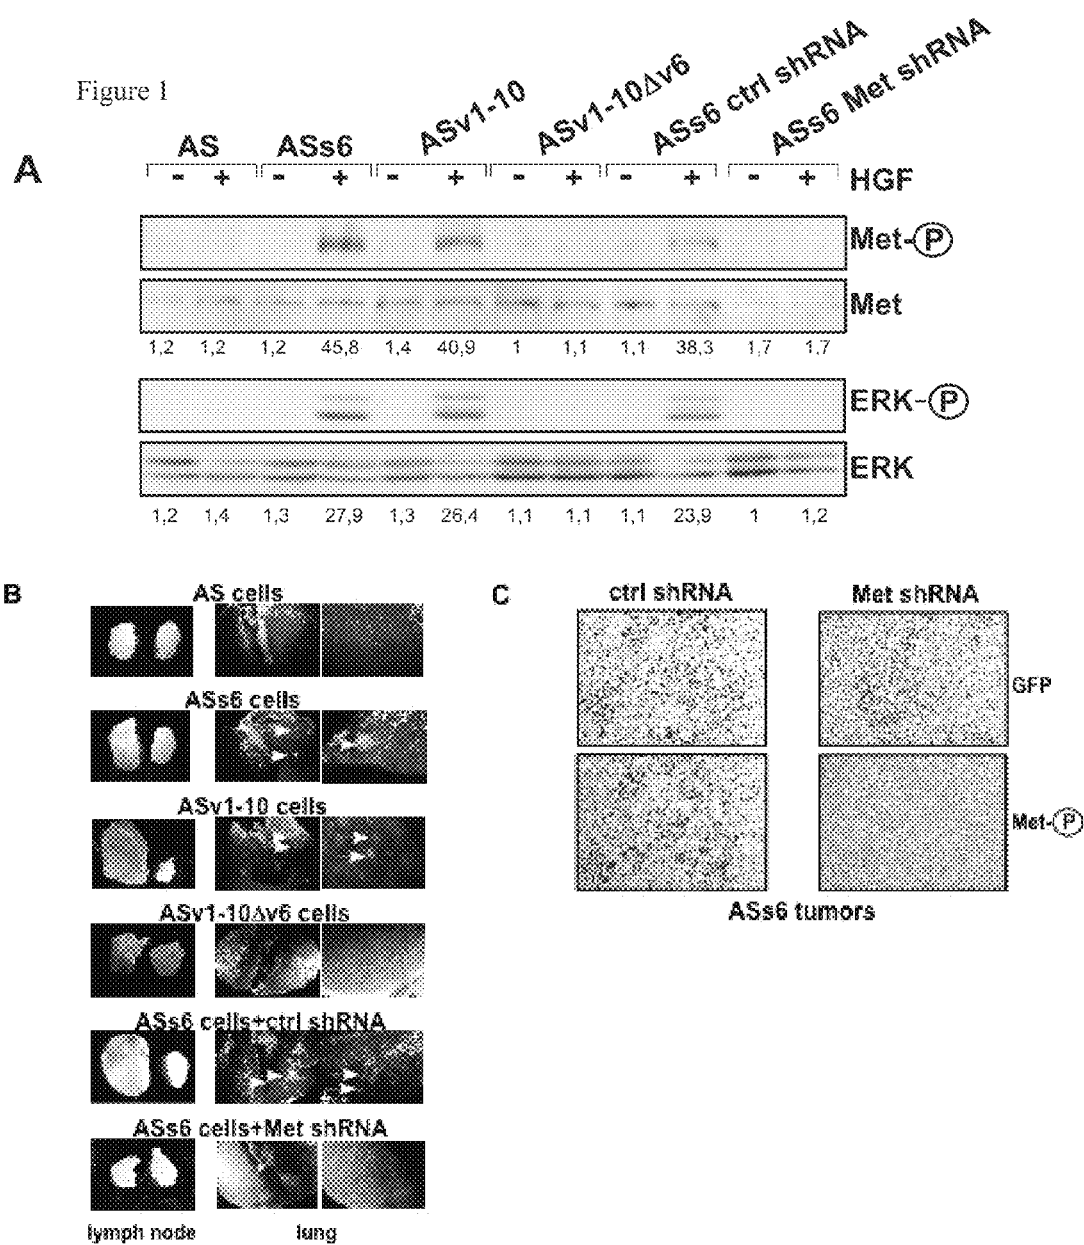 Figure 1
A
AS ASs6 ASv1-10 ASv1-10Δv6 ASs6 ctrl shRNA ASs6 Met shRNA
- + - + - + - + - + - + HGF
Met-P
Met
1,2 1,2 1,2 45,8 1,4 40,9 1 1,1 1,1 38,3 1,7 1,7
ERK-P
ERK
1,2 1,4 1,3 27,9 1,3 26,4 1,1 1,1 1,1 23,9 1 1,2
B
AS cells
ASs6 cells
ASv1-10 cells
ASv1-10Δv6 cells
ASs6 cells+ctrl shRNA
ASs6 cells+Met shRNA
lymph node lung
C
ctrl shRNA Met shRNA
GFP
Met-P
ASs6 tumors